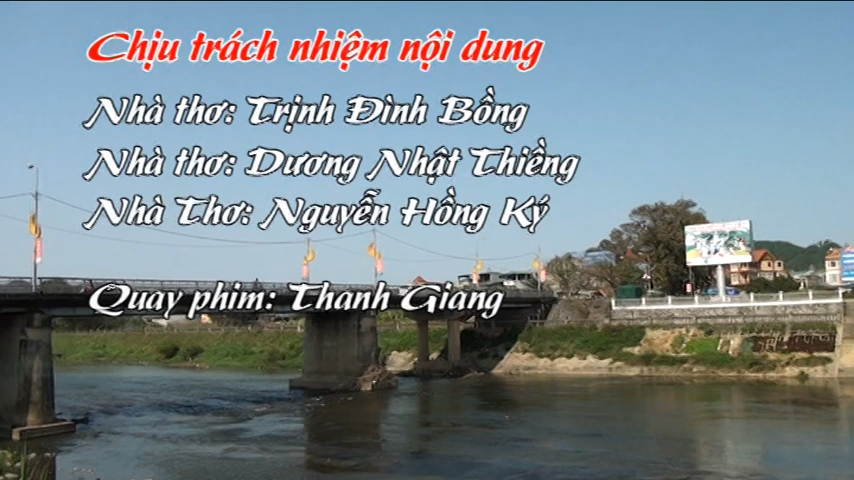 Chịu trách nhiệm nội dung
Nhà thơ: Trịnh Đình Bồng
Nhà thơ: Dương Nhật Thiềng
Nhà Thơ: Nguyễn Hồng Ký
Quay phim: Thanh Giang